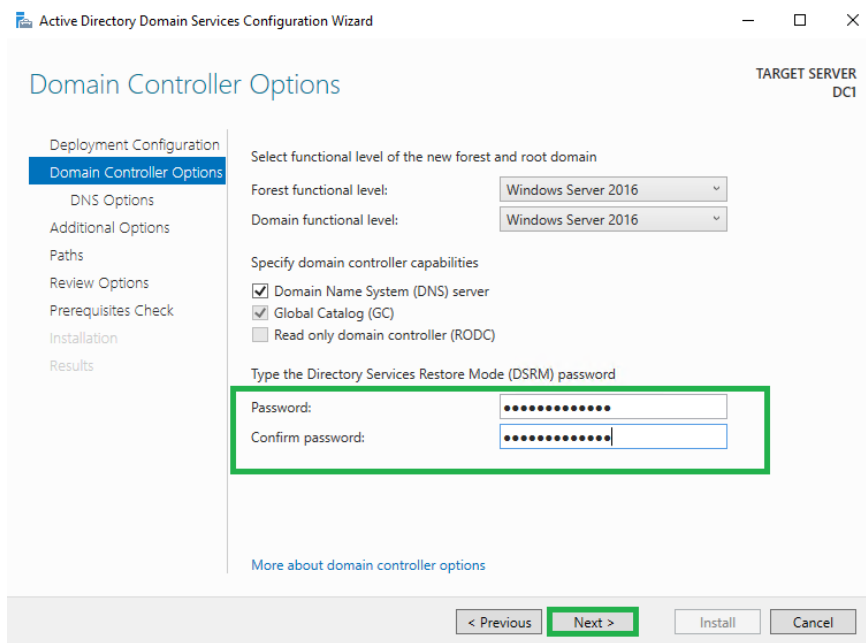 Active Directory Domain Services Configuration Wizard
Domain Controller Options
TARGET SERVER
DC1
Deployment Configuration
Domain Controller Options
DNS Options
Additional Options
Paths
Review Options
Prerequisites Check
Installation
Results
Select functional level of the new forest and root domain
Forest functional level: Windows Server 2016
Domain functional level: Windows Server 2016
Specify domain controller capabilities
Domain Name System (DNS) server
Global Catalog (GC)
Read only domain controller (RODC)
Type the Directory Services Restore Mode (DSRM) password
Password: •••••••••••••
Confirm password: •••••••••••••
More about domain controller options
< Previous Next > Install Cancel